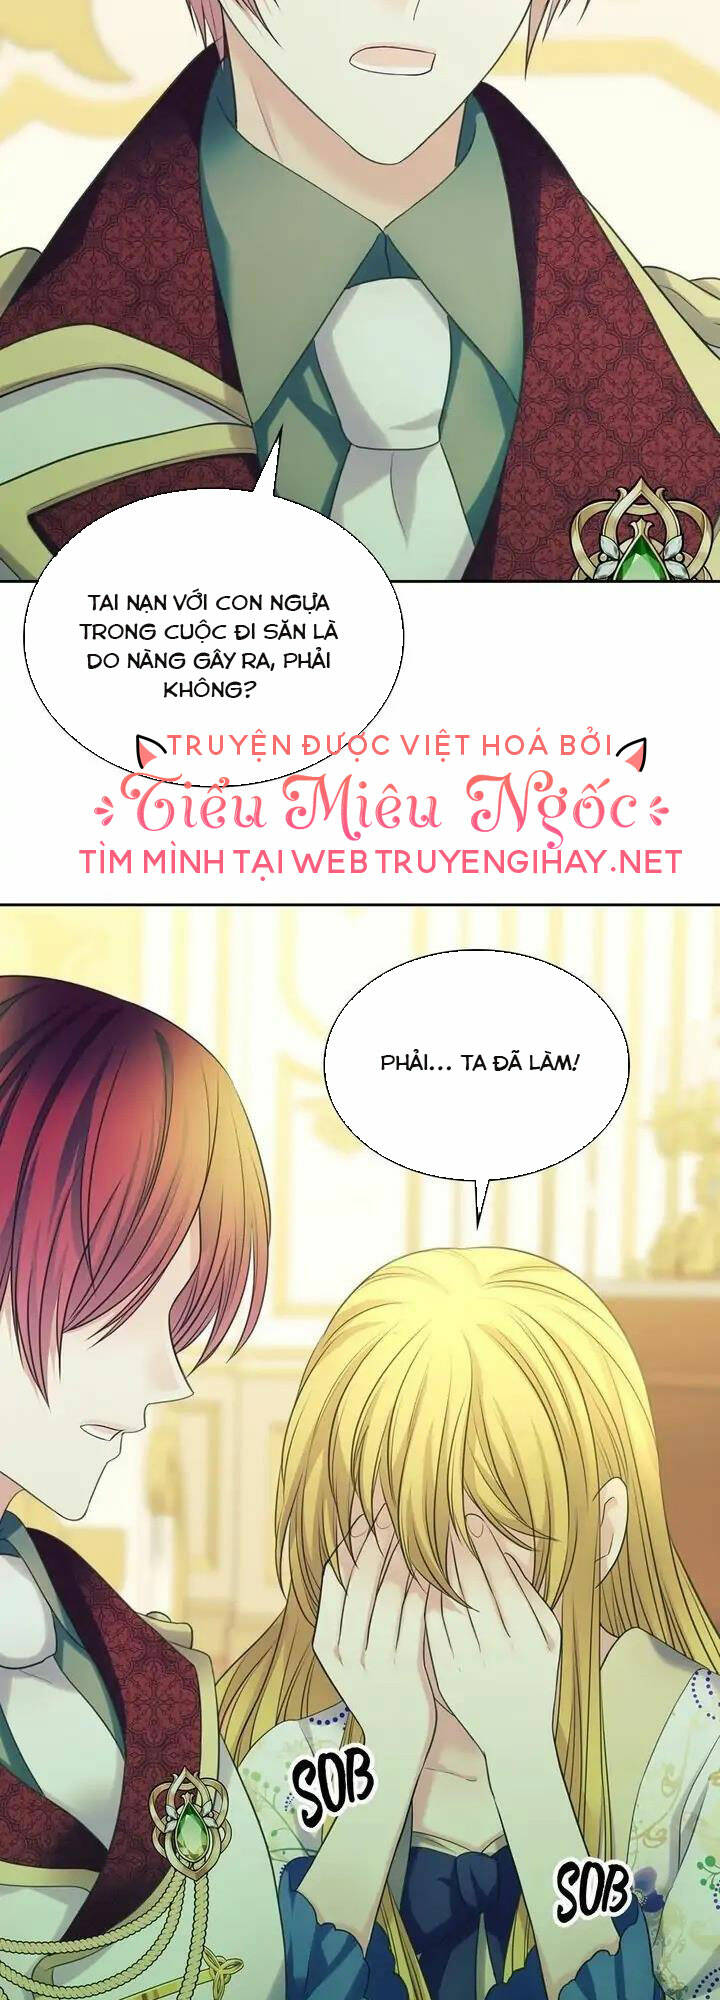 TAI NẠN VỚI CON NGỰA
TRONG CUỘC ĐI SĂN LÀ
DO NÀNG GÂY RA, PHẢI
KHÔNG?
TRUYỆN ĐƯỢC VIỆT HOÁ BỞI
Tiểu Miêu Ngốc
TÌM MÌNH TẠI WEB TRUYENGIHAY.NET
PHẢI... TA ĐÃ LÀM!
SOB
SOB